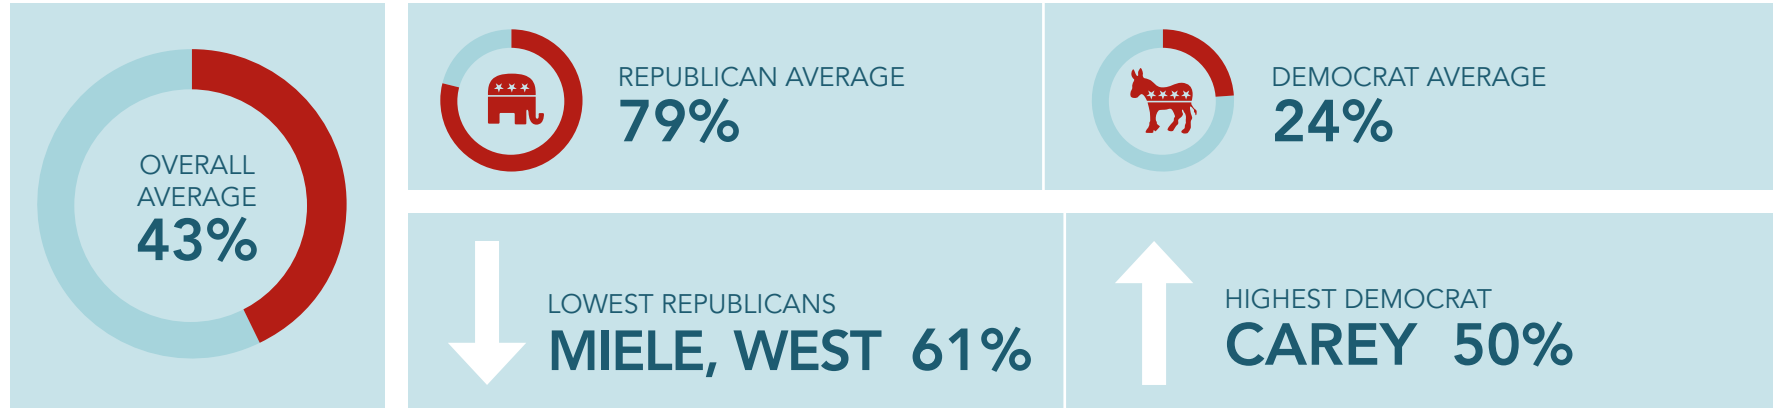 OVERALL
AVERAGE
43%
REPUBLICAN AVERAGE
79%
DEMOCRAT AVERAGE
24%
LOWEST REPUBLICANS
MIELE, WEST 61%
HIGHEST DEMOCRAT
CAREY 50%